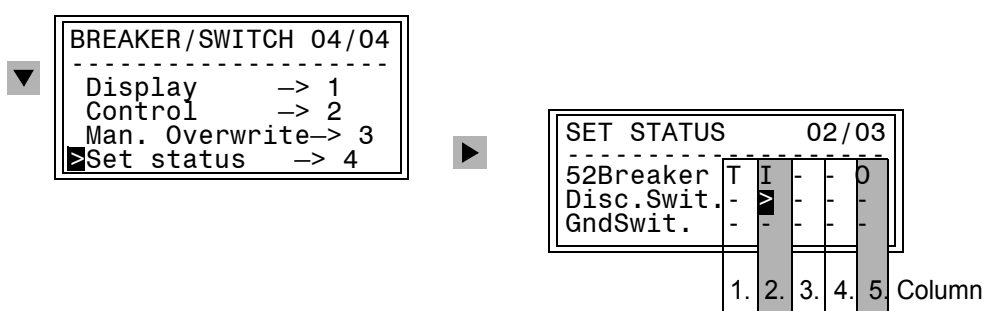 BREAKER/SWITCH 04/04
--------------------
Display —> 1
Control —> 2
Man. Overwrite—> 3
>Set status —> 4
SET STATUS 02/03
--------------------
52Breaker T I - - O
Disc.Swit. - > - - -
GndSwit. - - - - -
1. 2. 3. 4. 5. Column